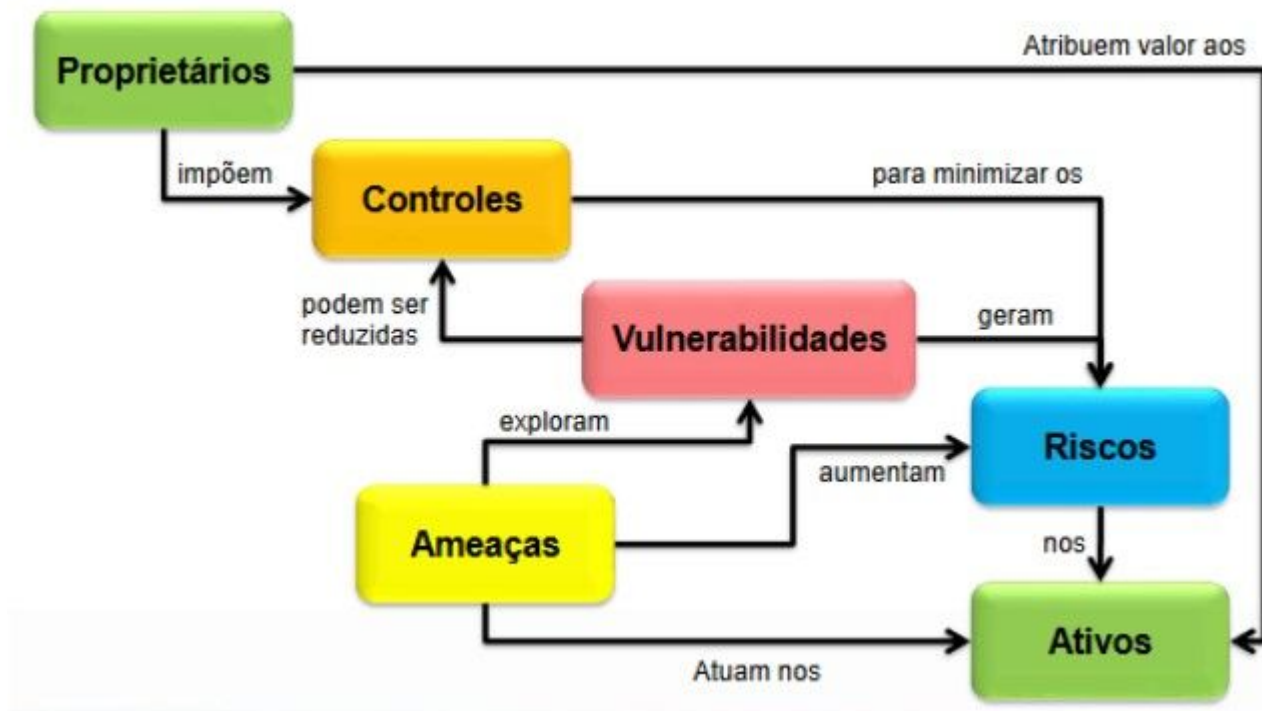 Proprietários
Atribuem valor aos
impõem
Controles
para minimizar os
podem ser
reduzidas
Vulnerabilidades
geram
exploram
aumentam
Riscos
Ameaças
nos
Atuam nos
Ativos